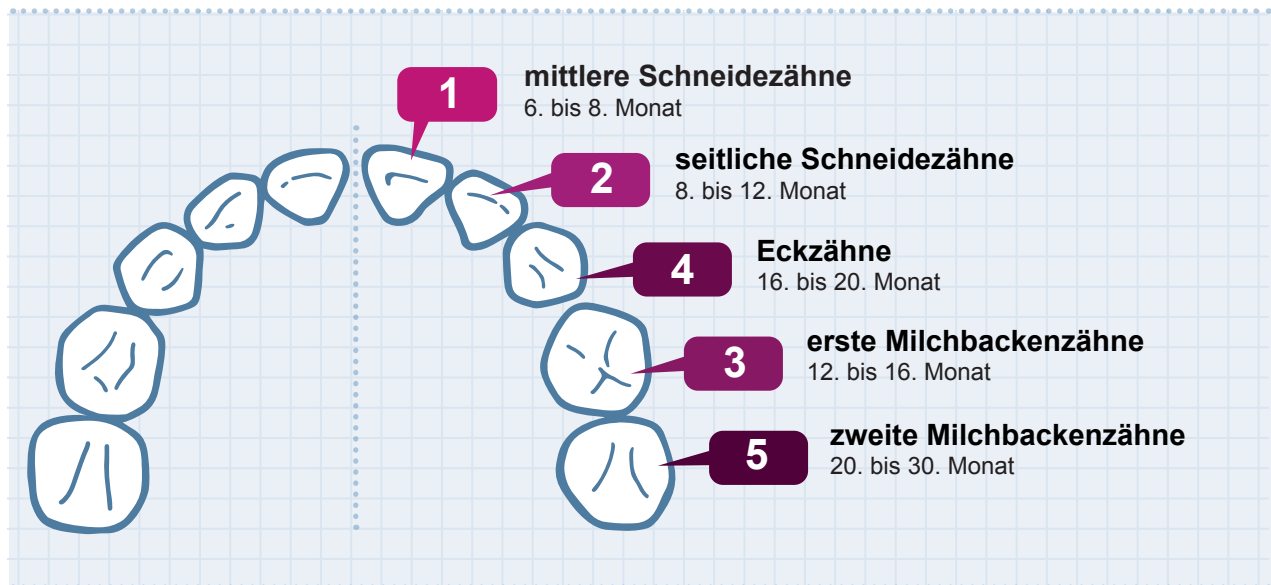 1
mittlere Schneidezähne
6. bis 8. Monat
2
seitliche Schneidezähne
8. bis 12. Monat
4
Eckzähne
16. bis 20. Monat
3
erste Milchbackenzähne
12. bis 16. Monat
5
zweite Milchbackenzähne
20. bis 30. Monat